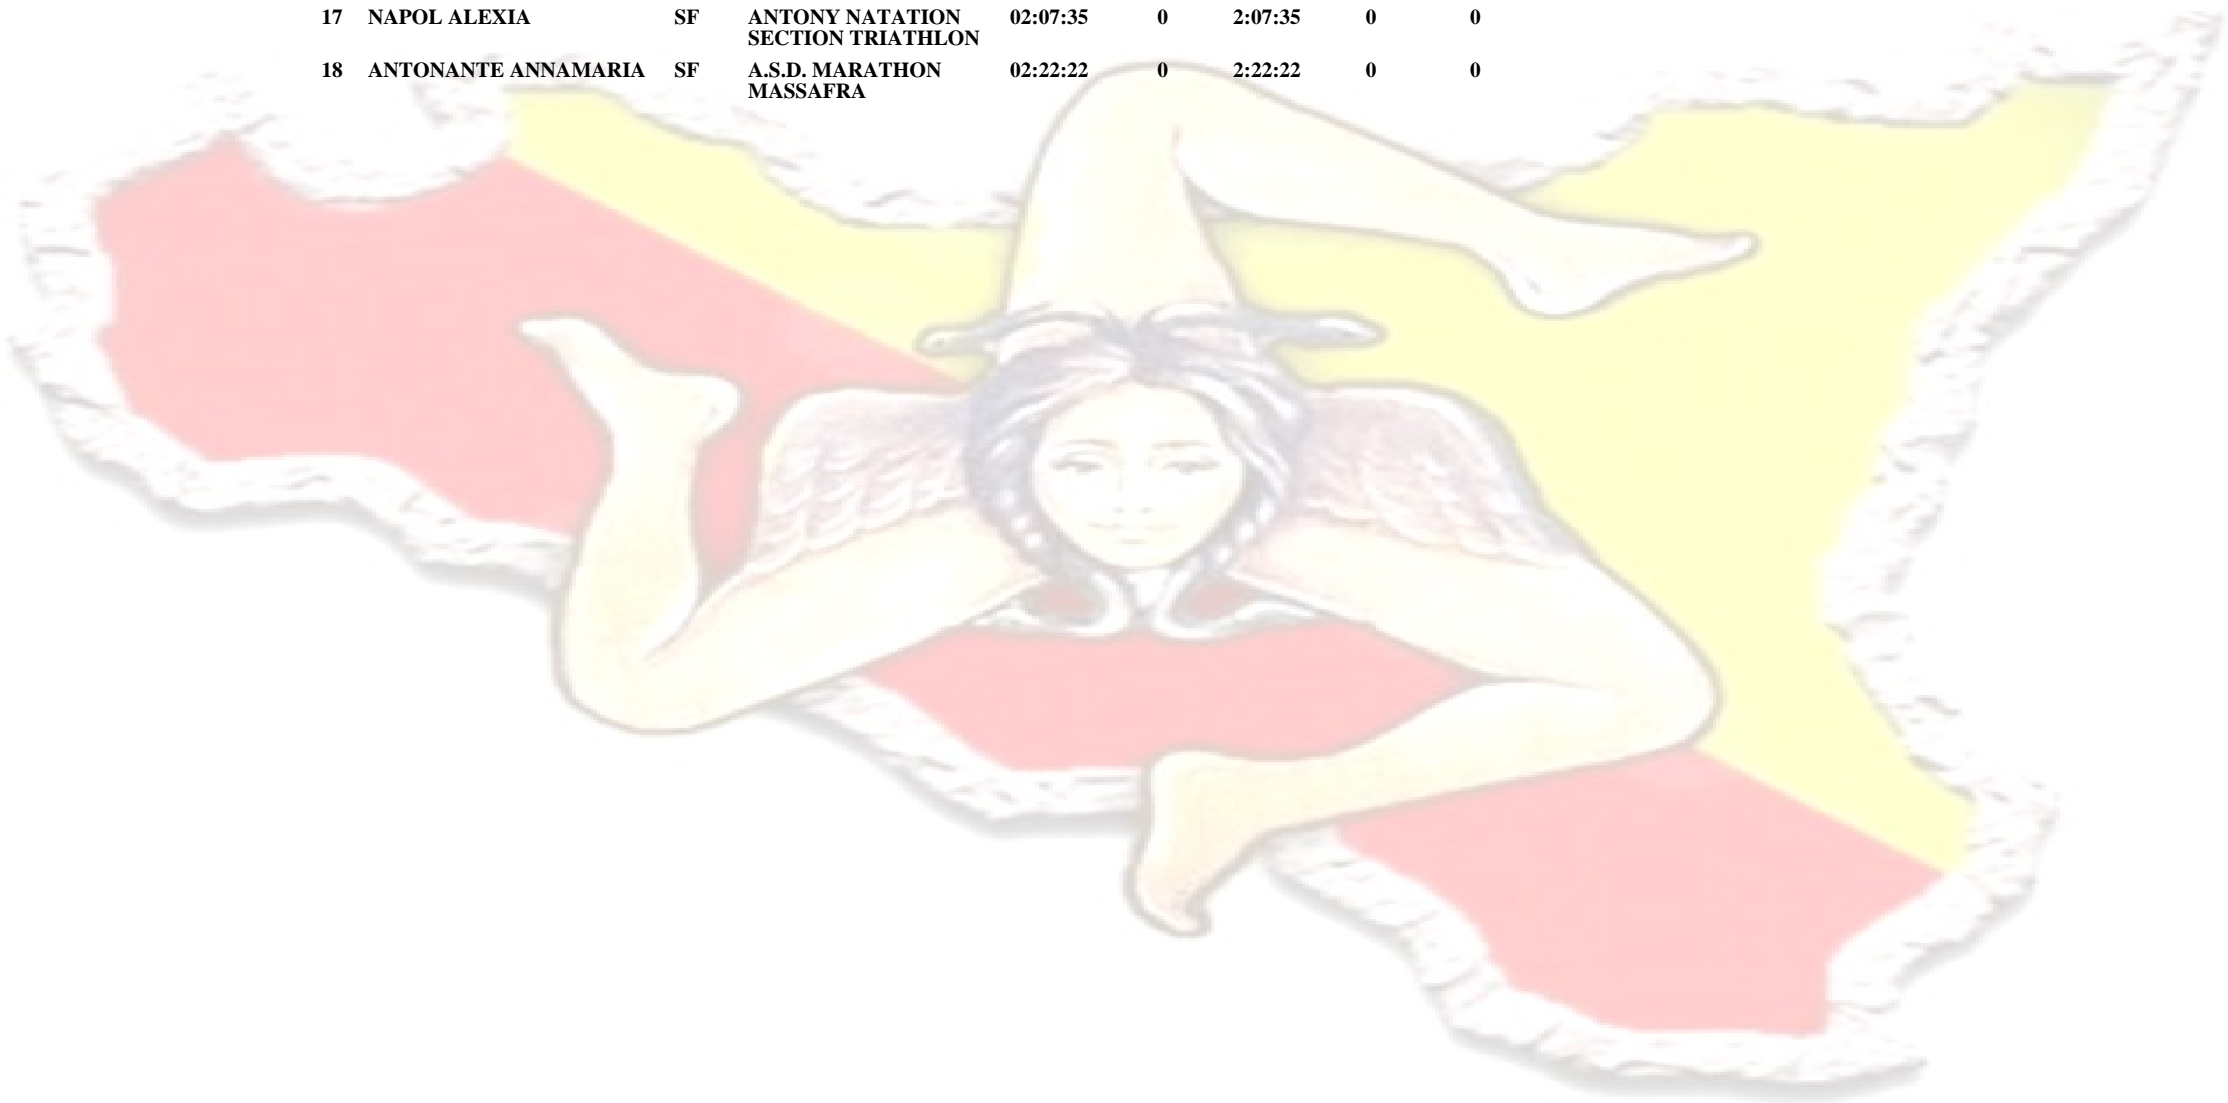 17 NAPOL ALEXIA SF ANTONY NATATION 02:07:35 0 2:07:35 0 0
SECTION TRIATHLON
18 ANTONANTE ANNAMARIA SF A.S.D. MARATHON 02:22:22 0 2:22:22 0 0
MASSAFRA